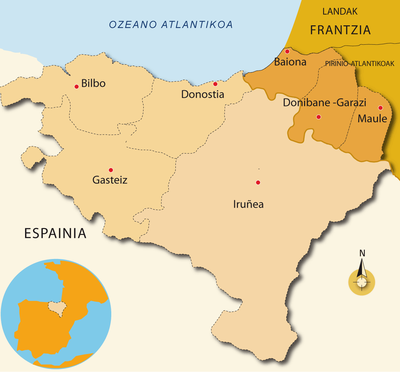 LANDAK
OZEANO ATLANTIKOA
FRANTZIA
Baiona
PIRINIO-ATLANTIKOAK
Bilbo
Donostia
Donibane -Garazi
Maule
Gasteiz
Iruñea
ESPAINIA
N